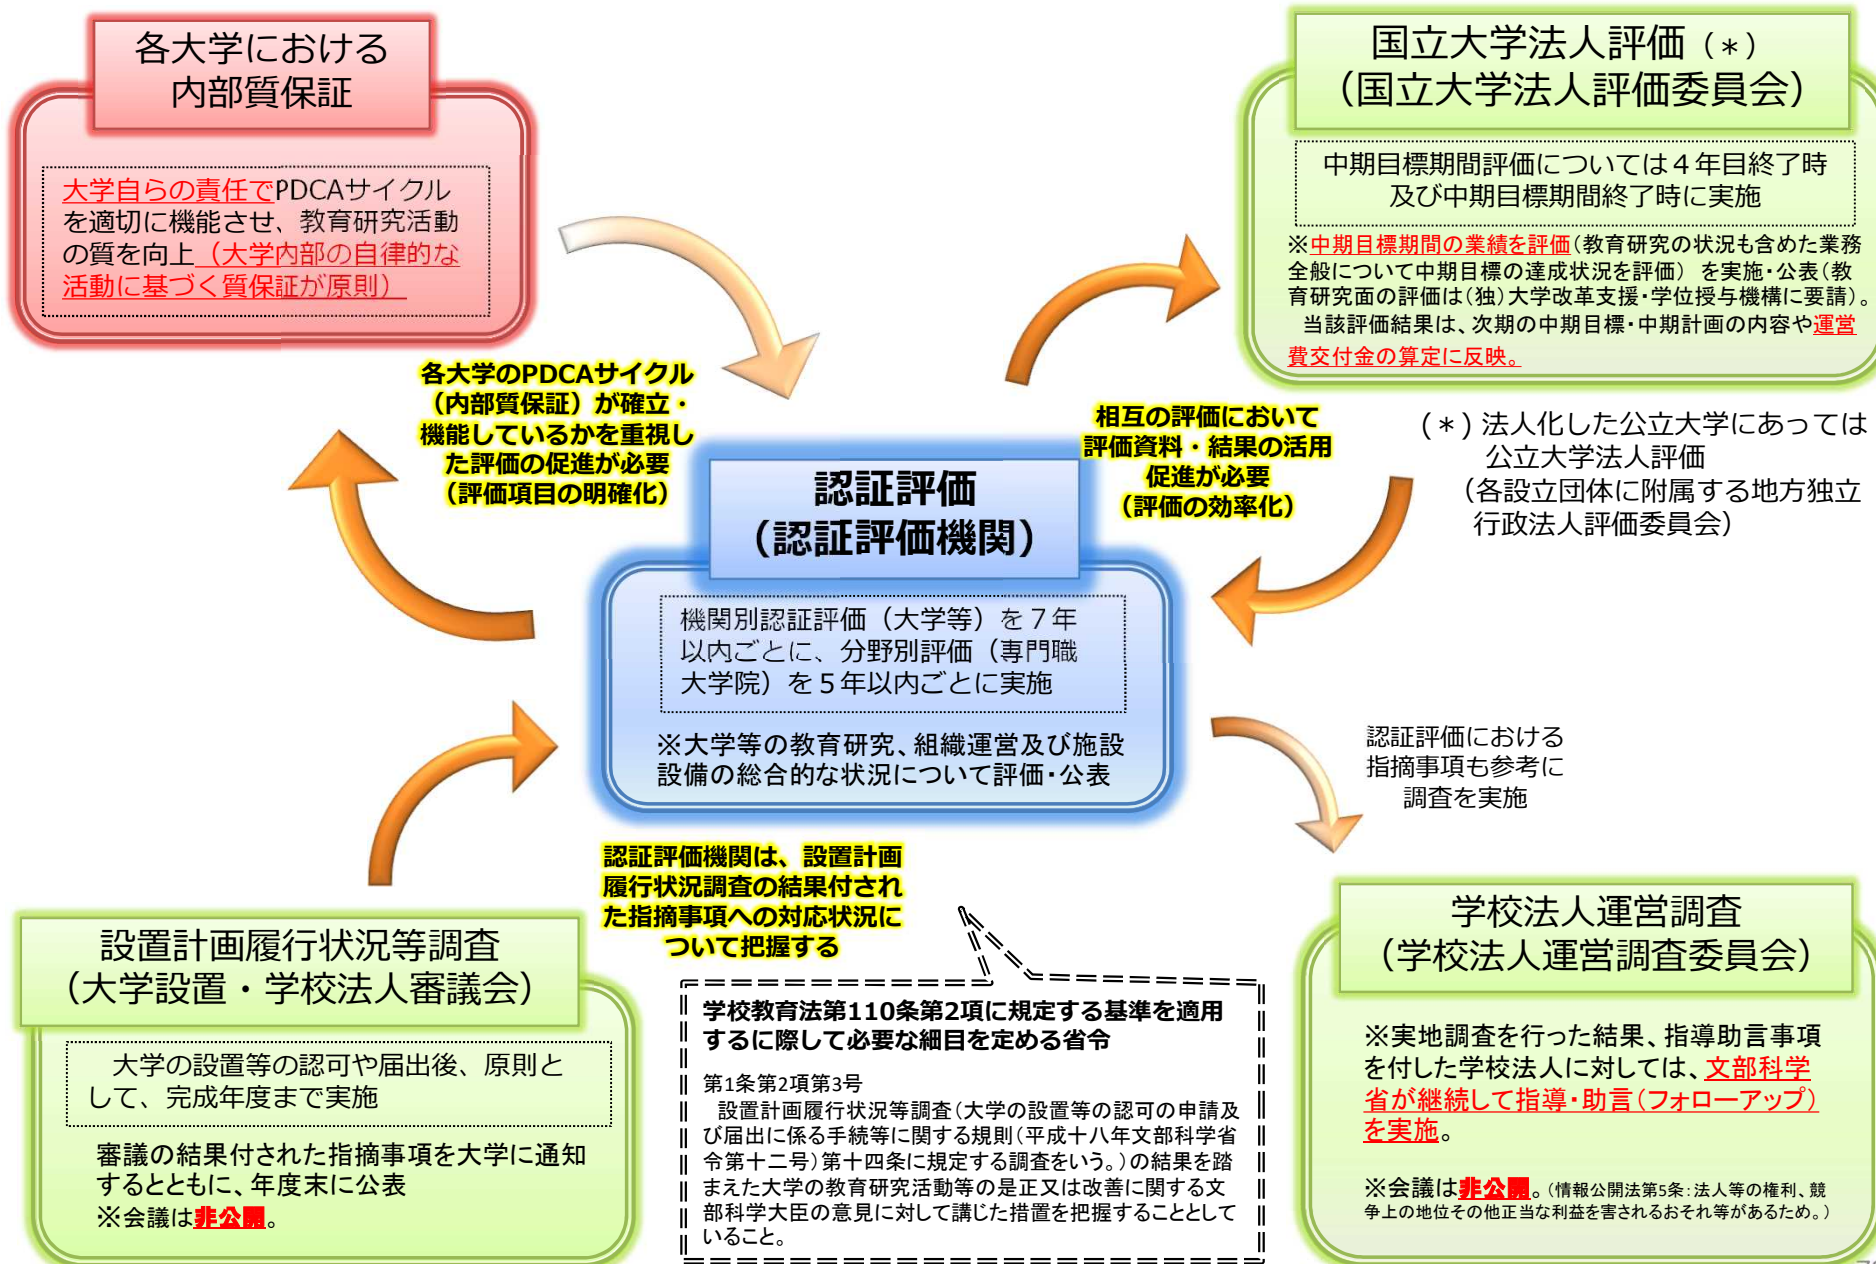 各大学における
内部質保証
大学自らの責任でPDCAサイクル
を適切に機能させ、教育研究活動
の質を向上（大学内部の自律的な
活動に基づく質保証が原則）
国立大学法人評価（＊）
（国立大学法人評価委員会）
中期目標期間評価については４年目終了時
及び中期目標期間終了時に実施
※中期目標期間の業績を評価(教育研究の状況も含めた業務
全般について中期目標の達成状況を評価） を実施・公表(教
育研究面の評価は(独)大学改革支援・学位授与機構に要請)。
当該評価結果は、次期の中期目標・中期計画の内容や運営
費交付金の算定に反映。
（＊）法人化した公立大学にあっては
公立大学法人評価
（各設立団体に附属する地方独立
行政法人評価委員会）
各大学のPDCAサイクル
（内部質保証）が確立・
機能しているかを重視し
た評価の促進が必要
（評価項目の明確化）
相互の評価において
評価資料・結果の活用
促進が必要
（評価の効率化）
認証評価
（認証評価機関）
機関別認証評価（大学等）を７年
以内ごとに、分野別評価（専門職
大学院）を５年以内ごとに実施
※大学等の教育研究、組織運営及び施設
設備の総合的な状況について評価・公表
認証評価における
指摘事項も参考に
調査を実施
認証評価機関は、設置計画
履行状況調査の結果付され
た指摘事項への対応状況に
ついて把握する
設置計画履行状況等調査
（大学設置・学校法人審議会）
大学の設置等の認可や届出後、原則と
して、完成年度まで実施
審議の結果付された指摘事項を大学に通知
するとともに、年度末に公表
※会議は非公開。
学校教育法第110条第2項に規定する基準を適用
するに際して必要な細目を定める省令
第1条第2項第3号
設置計画履行状況等調査(大学の設置等の認可の申請及
び届出に係る手続等に関する規則(平成十八年文部科学省
令第十二号)第十四条に規定する調査をいう。)の結果を踏
まえた大学の教育研究活動等の是正又は改善に関する文
部科学大臣の意見に対して講じた措置を把握することとして
いること。
学校法人運営調査
（学校法人運営調査委員会）
※実地調査を行った結果、指導助言事項
を付した学校法人に対しては、文部科学
省が継続して指導・助言(フォローアップ)
を実施。
※会議は非公開。(情報公開法第5条：法人等の権利、競
争上の地位その他正当な利益を害されるおそれ等があるため。)